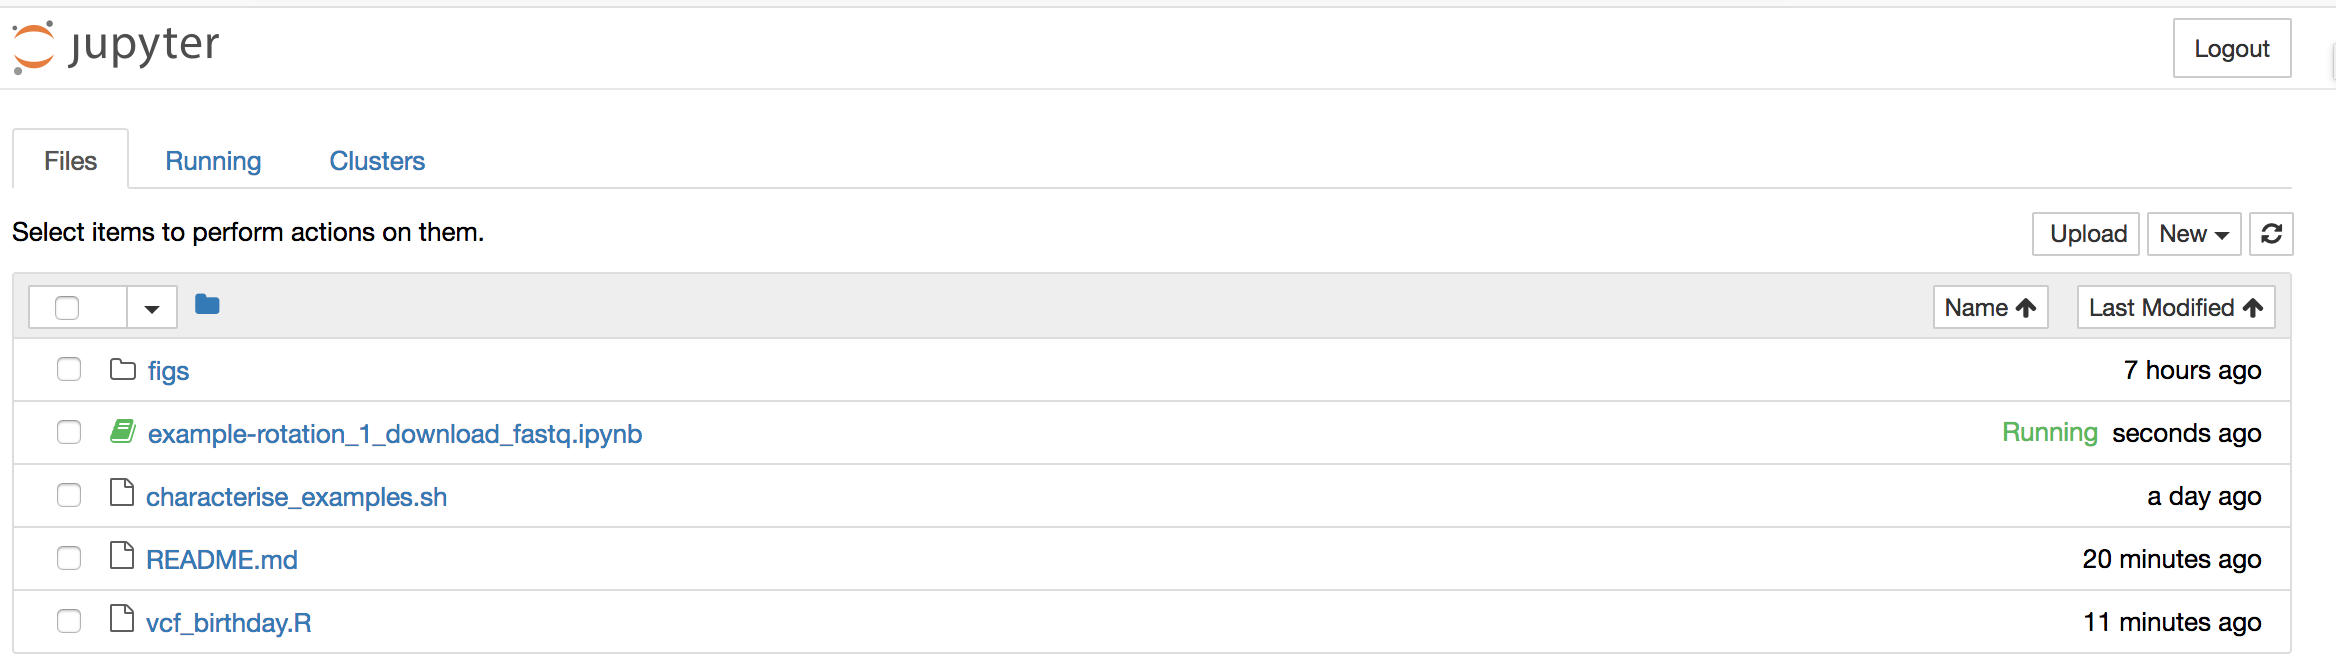 jupyter
Logout
Files Running Clusters
Select items to perform actions on them.
Upload New
Name Last Modified
figs 7 hours ago
example-rotation_1_download_fastq.ipynb Running seconds ago
characterise_examples.sh a day ago
README.md 20 minutes ago
vcf_birthday.R 11 minutes ago